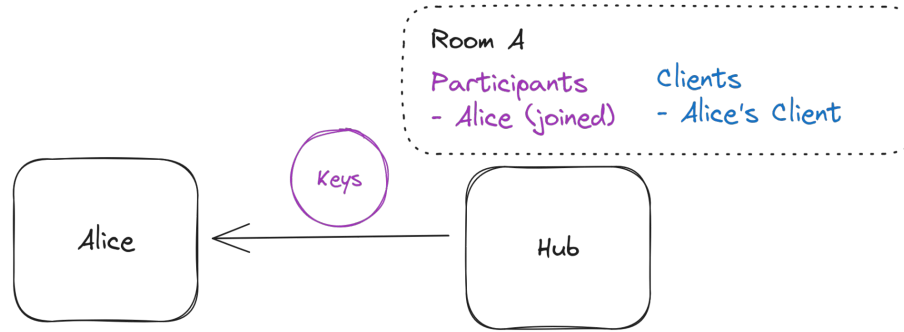 Room A
Participants
- Alice (joined)
Clients
- Alice's Client
Keys
Alice
Hub